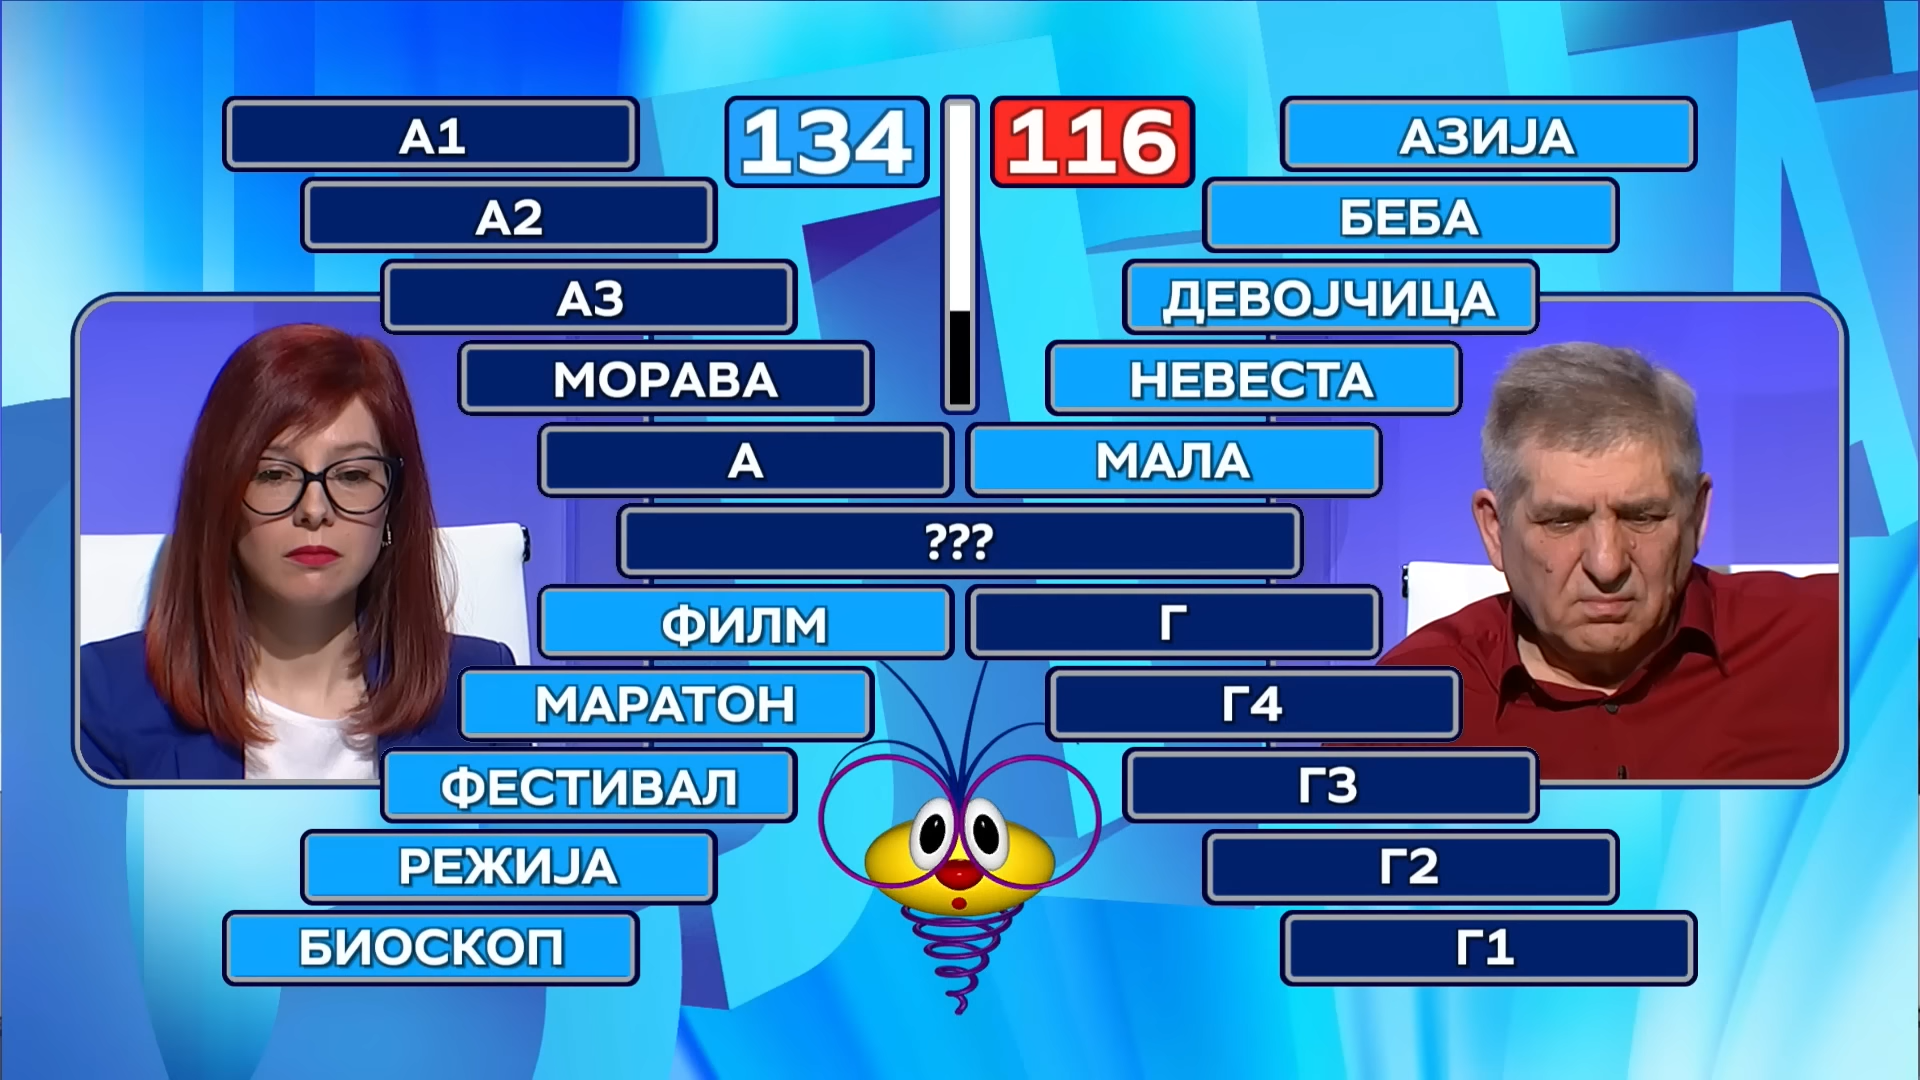 А1
134
116
АЗИЈА
А2
БЕБА
А3
ДЕВОЈЧИЦА
МОРАВА
НЕВЕСТА
А
МАЛА
???
ФИЛМ
Г
МАРАТОН
Г4
ФЕСТИВАЛ
Г3
РЕЖИЈА
Г2
БИОСКОП
Г1